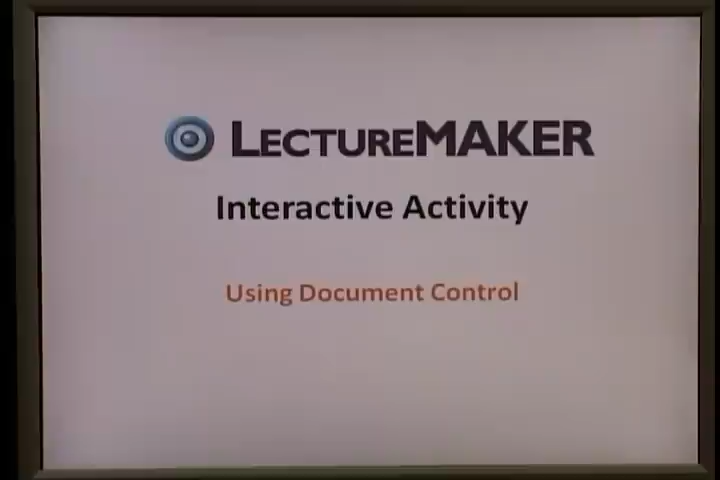 LECTUREMAKER
Interactive Activity
Using Document Control